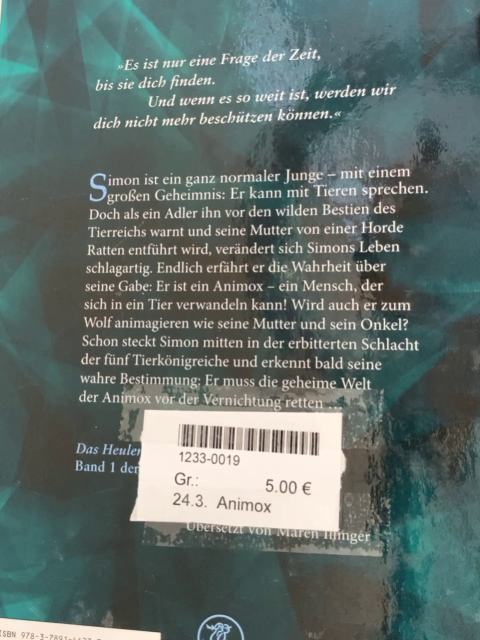 »Es ist nur eine Frage der Zeit,
bis sie dich finden.
Und wenn es so weit ist, werden wir
dich nicht mehr beschützen können.«
Simon ist ein ganz normaler Junge – mit einem
großen Geheimnis: Er kann mit Tieren sprechen.
Doch als ein Adler ihn vor den wilden Bestien des
Tierreichs warnt und seine Mutter von einer Horde
Ratten entführt wird, verändert sich Simons Leben
schlagartig. Endlich erfährt er die Wahrheit über
seine Gabe: Er ist ein Animox – ein Mensch, der
sich in ein Tier verwandeln kann! Wird auch er zum
Wolf animagieren wie seine Mutter und sein Onkel?
Schon steckt Simon mitten in der erbitterten Schlacht
der fünf Tierkönigreiche und erkennt bald seine
wahre Bestimmung: Er muss die geheime Welt
der Animox vor der Vernichtung retten ...
Das Heulen
Band 1 der
1233-0019
Gr.: 5.00 €
24.3. Animox
Übersetzt von Maren Illinger
ISBN 978-3-7891-